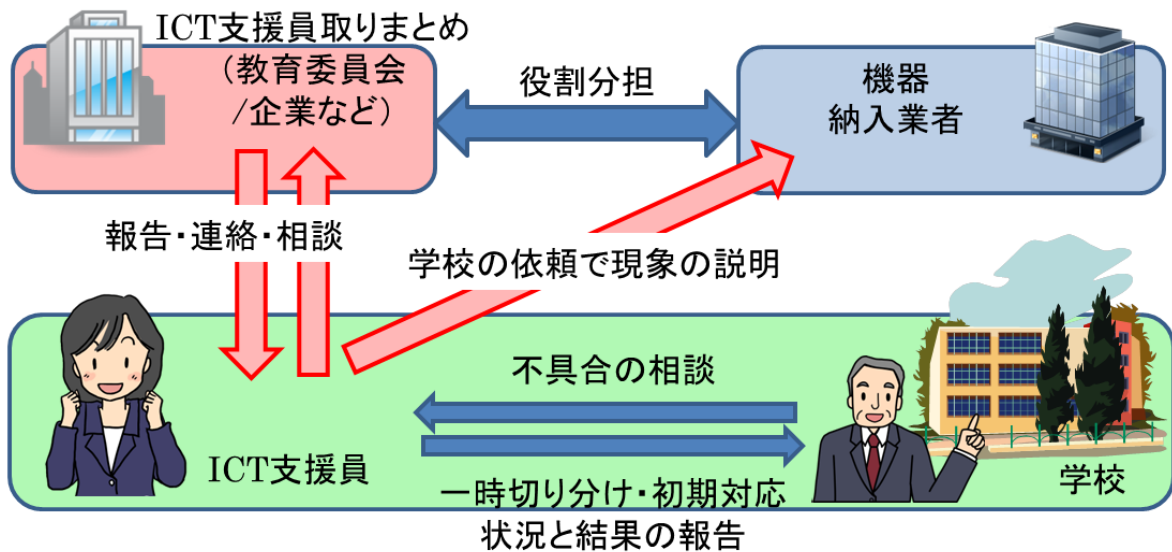 ICT支援員取りまとめ
（教育委員会
/企業など）
役割分担
機器
納入業者
報告・連絡・相談
学校の依頼で現象の説明
不具合の相談
ICT支援員
一時切り分け・初期対応
状況と結果の報告
学校